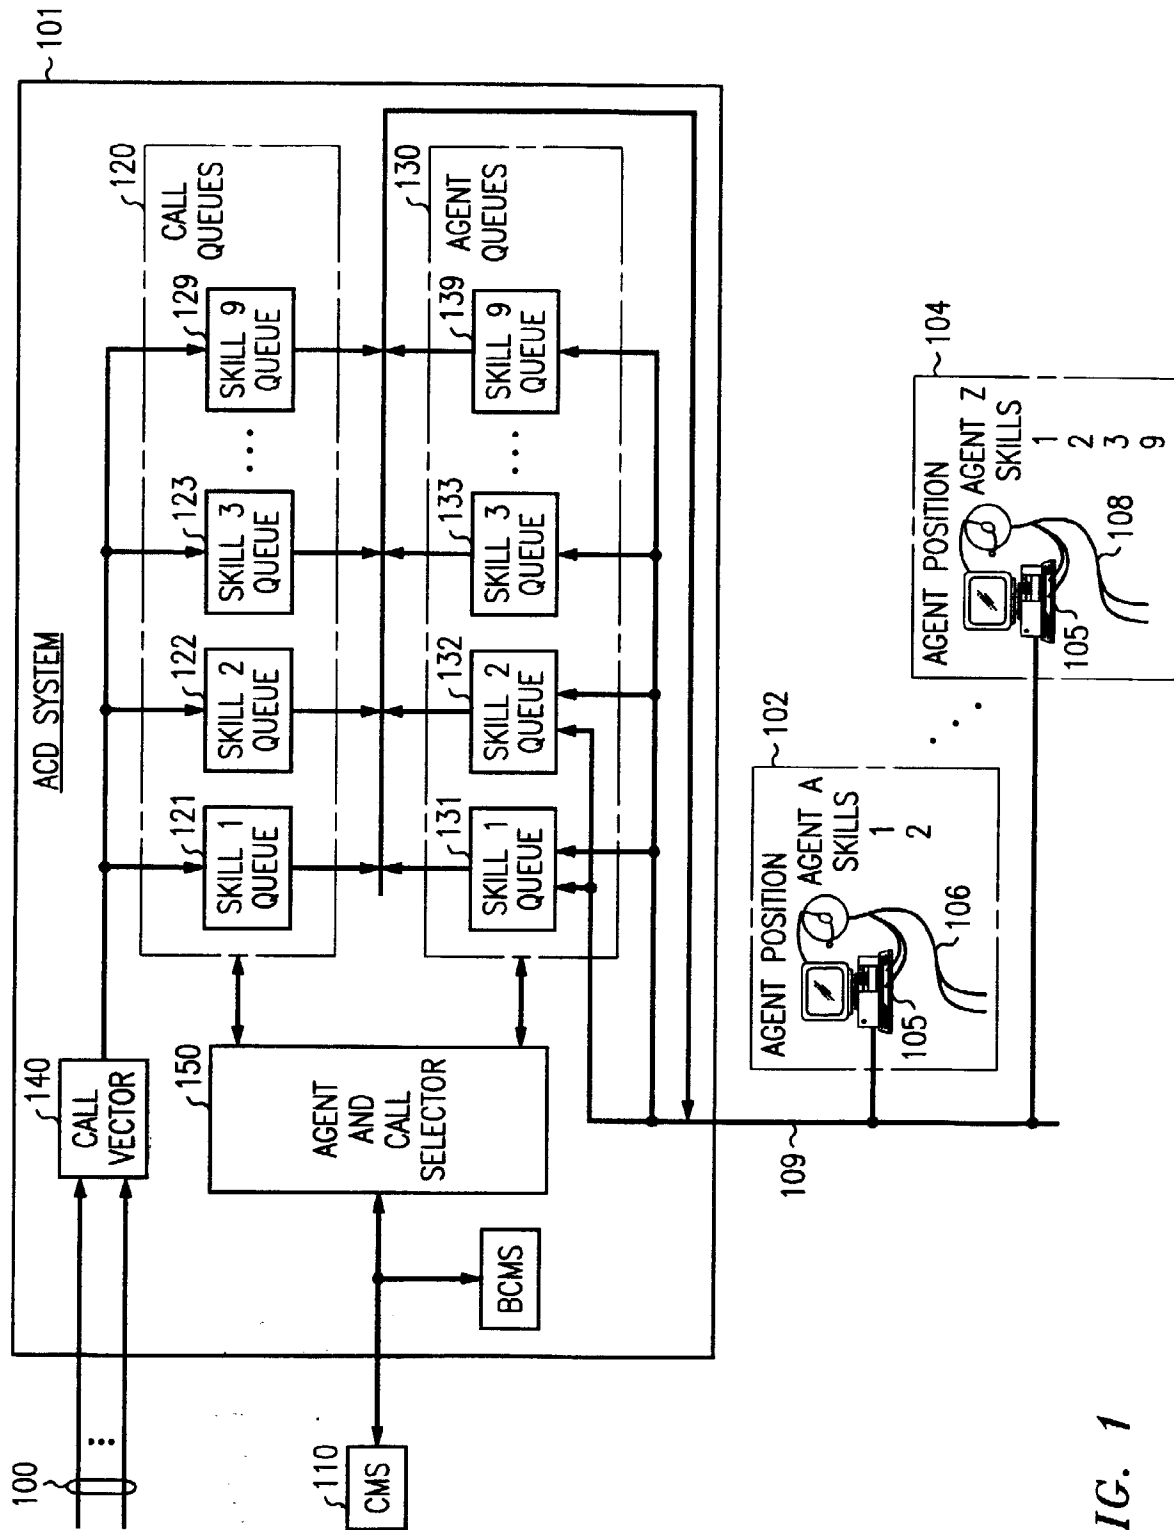 101
ACD SYSTEM
120
CALL
QUEUES
121
SKILL 1
QUEUE
122
SKILL 2
QUEUE
123
SKILL 3
QUEUE
129
SKILL 9
QUEUE
130
AGENT
QUEUES
131
SKILL 1
QUEUE
132
SKILL 2
QUEUE
133
SKILL 3
QUEUE
139
SKILL 9
QUEUE
100
140
CALL
VECTOR
150
AGENT
AND
CALL
SELECTOR
110
CMS
BCMS
109
102
AGENT POSITION
AGENT A
SKILLS
1
2
105
106
104
AGENT POSITION
AGENT Z
SKILLS
1
2
3
9
105
108
IG. 1